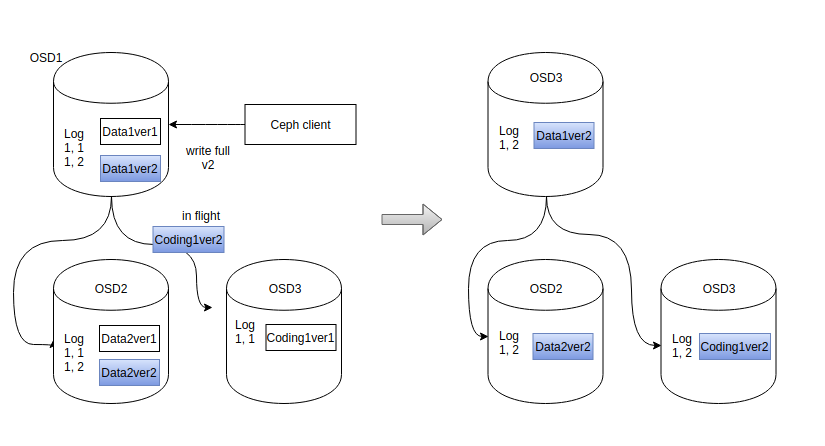 OSD1
Log
1, 1
1, 2
Data1ver1
Data1ver2
Ceph client
write full
v2
in flight
Coding1ver2
OSD2
Log
1, 1
1, 2
Data2ver1
Data2ver2
OSD3
Log
1, 1
Coding1ver1
OSD3
Log
1, 2
Data1ver2
OSD2
Log
1, 2
Data2ver2
OSD3
Log
1, 2
Coding1ver2